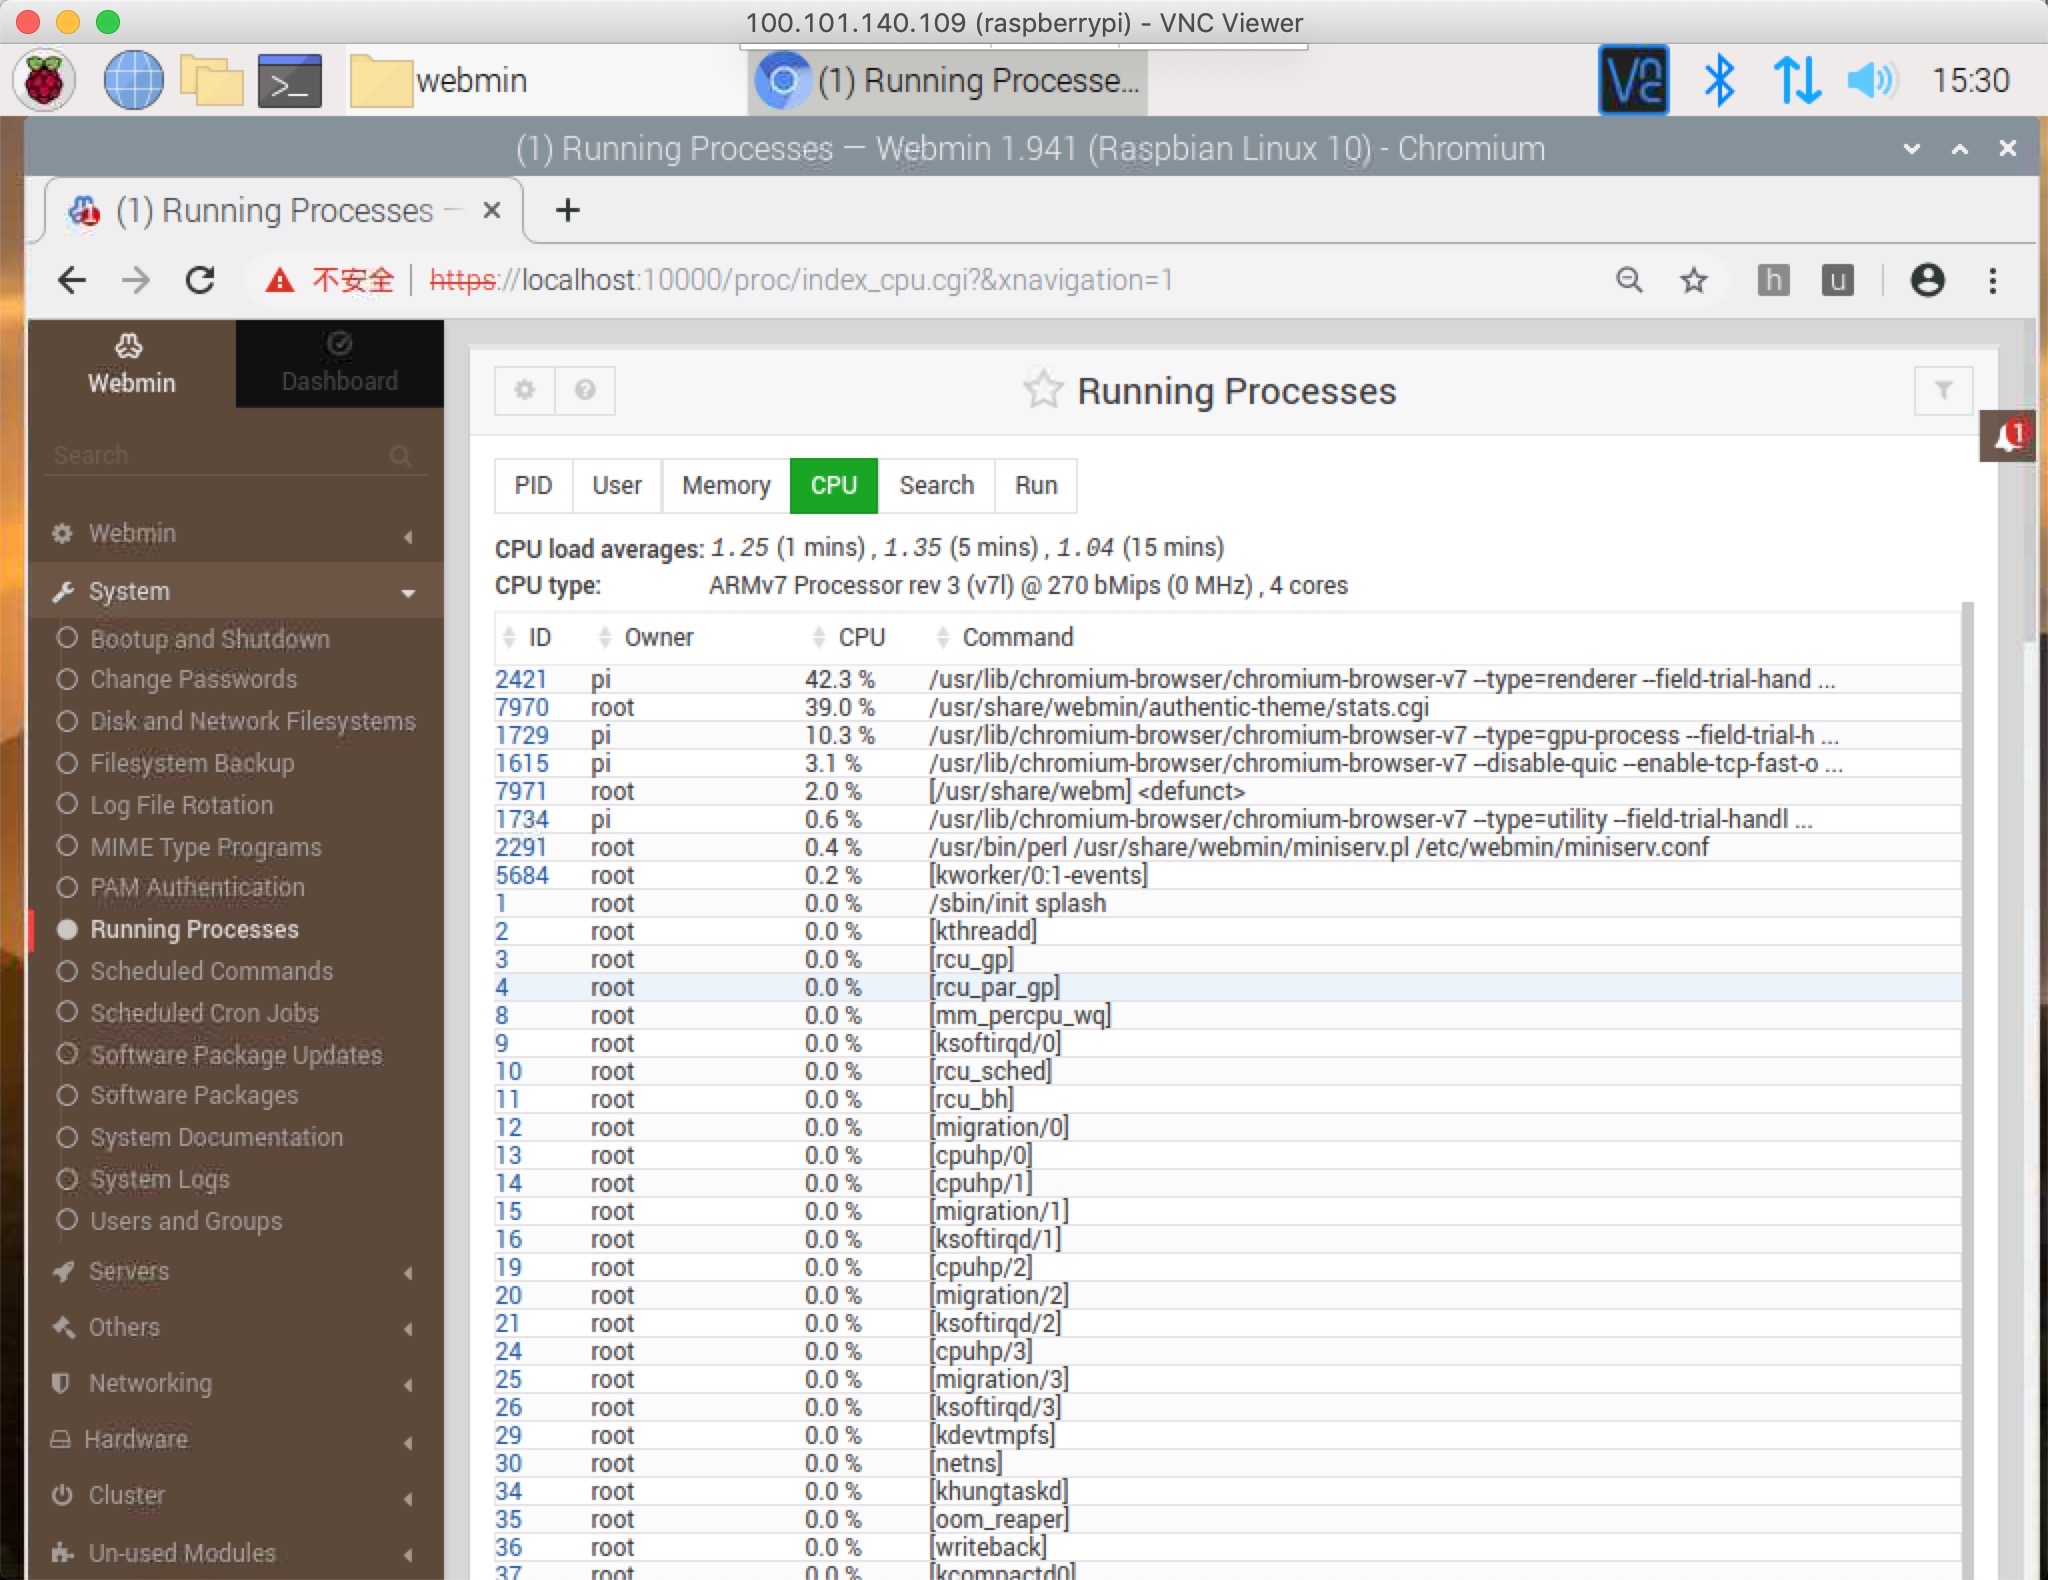 100.101.140.109 (raspberrypi) - VNC Viewer
webmin
(1) Running Processe...
15:30
(1) Running Processes — Webmin 1.941 (Raspbian Linux 10) - Chromium
(1) Running Processes —
不安全 | https://localhost:10000/proc/index_cpu.cgi?&xnavigation=1
h u
Webmin
Dashboard
Search
Webmin
System
Bootup and Shutdown
Change Passwords
Disk and Network Filesystems
Filesystem Backup
Log File Rotation
MIME Type Programs
PAM Authentication
Running Processes
Scheduled Commands
Scheduled Cron Jobs
Software Package Updates
Software Packages
System Documentation
System Logs
Users and Groups
Servers
Others
Networking
Hardware
Cluster
Un-used Modules
Running Processes
1
PID User Memory CPU Search Run
CPU load averages: 1.25 (1 mins) , 1.35 (5 mins) , 1.04 (15 mins)
CPU type: ARMv7 Processor rev 3 (v7l) @ 270 bMips (0 MHz) , 4 cores
ID Owner CPU Command
2421 pi 42.3 % /usr/lib/chromium-browser/chromium-browser-v7 --type=renderer --field-trial-hand ...
7970 root 39.0 % /usr/share/webmin/authentic-theme/stats.cgi
1729 pi 10.3 % /usr/lib/chromium-browser/chromium-browser-v7 --type=gpu-process --field-trial-h ...
1615 pi 3.1 % /usr/lib/chromium-browser/chromium-browser-v7 --disable-quic --enable-tcp-fast-o ...
7971 root 2.0 % [/usr/share/webm] <defunct>
1734 pi 0.6 % /usr/lib/chromium-browser/chromium-browser-v7 --type=utility --field-trial-handl ...
2291 root 0.4 % /usr/bin/perl /usr/share/webmin/miniserv.pl /etc/webmin/miniserv.conf
5684 root 0.2 % [kworker/0:1-events]
1 root 0.0 % /sbin/init splash
2 root 0.0 % [kthreadd]
3 root 0.0 % [rcu_gp]
4 root 0.0 % [rcu_par_gp]
8 root 0.0 % [mm_percpu_wq]
9 root 0.0 % [ksoftirqd/0]
10 root 0.0 % [rcu_sched]
11 root 0.0 % [rcu_bh]
12 root 0.0 % [migration/0]
13 root 0.0 % [cpuhp/0]
14 root 0.0 % [cpuhp/1]
15 root 0.0 % [migration/1]
16 root 0.0 % [ksoftirqd/1]
19 root 0.0 % [cpuhp/2]
20 root 0.0 % [migration/2]
21 root 0.0 % [ksoftirqd/2]
24 root 0.0 % [cpuhp/3]
25 root 0.0 % [migration/3]
26 root 0.0 % [ksoftirqd/3]
29 root 0.0 % [kdevtmpfs]
30 root 0.0 % [netns]
34 root 0.0 % [khungtaskd]
35 root 0.0 % [oom_reaper]
36 root 0.0 % [writeback]
37 root 0.0 % [kcompactd0]